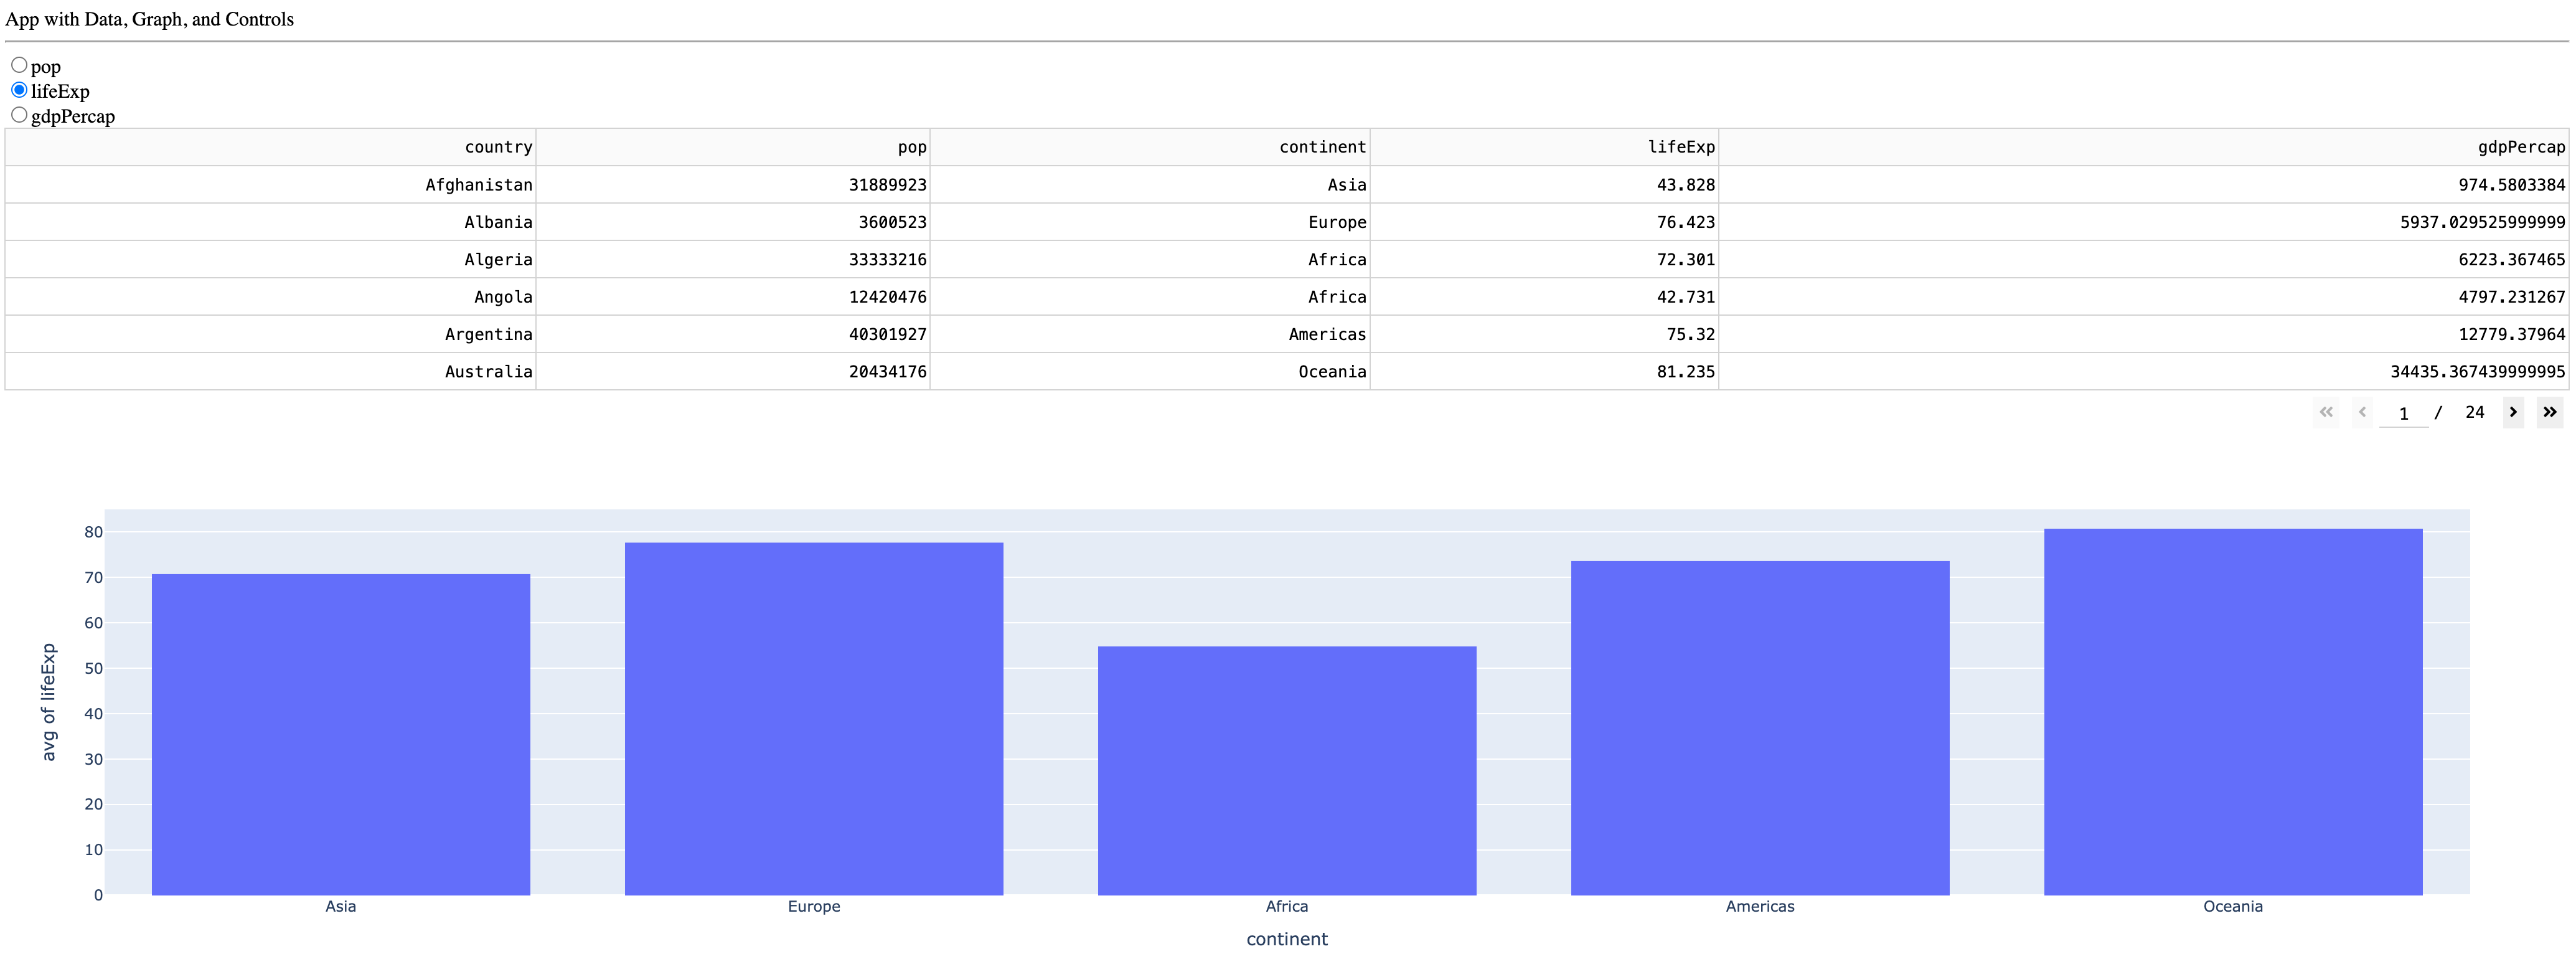 App with Data, Graph, and Controls
pop
lifeExp
gdpPercap
country pop continent lifeExp gdpPercap
Afghanistan 31889923 Asia 43.828 974.5803384
Albania 3600523 Europe 76.423 5937.029525999999
Algeria 33333216 Africa 72.301 6223.367465
Angola 12420476 Africa 42.731 4797.231267
Argentina 40301927 Americas 75.32 12779.37964
Australia 20434176 Oceania 81.235 34435.367439999995
1 / 24
80
70
60
50
40
30
20
10
0
avg of lifeExp
Asia Europe Africa Americas Oceania
continent